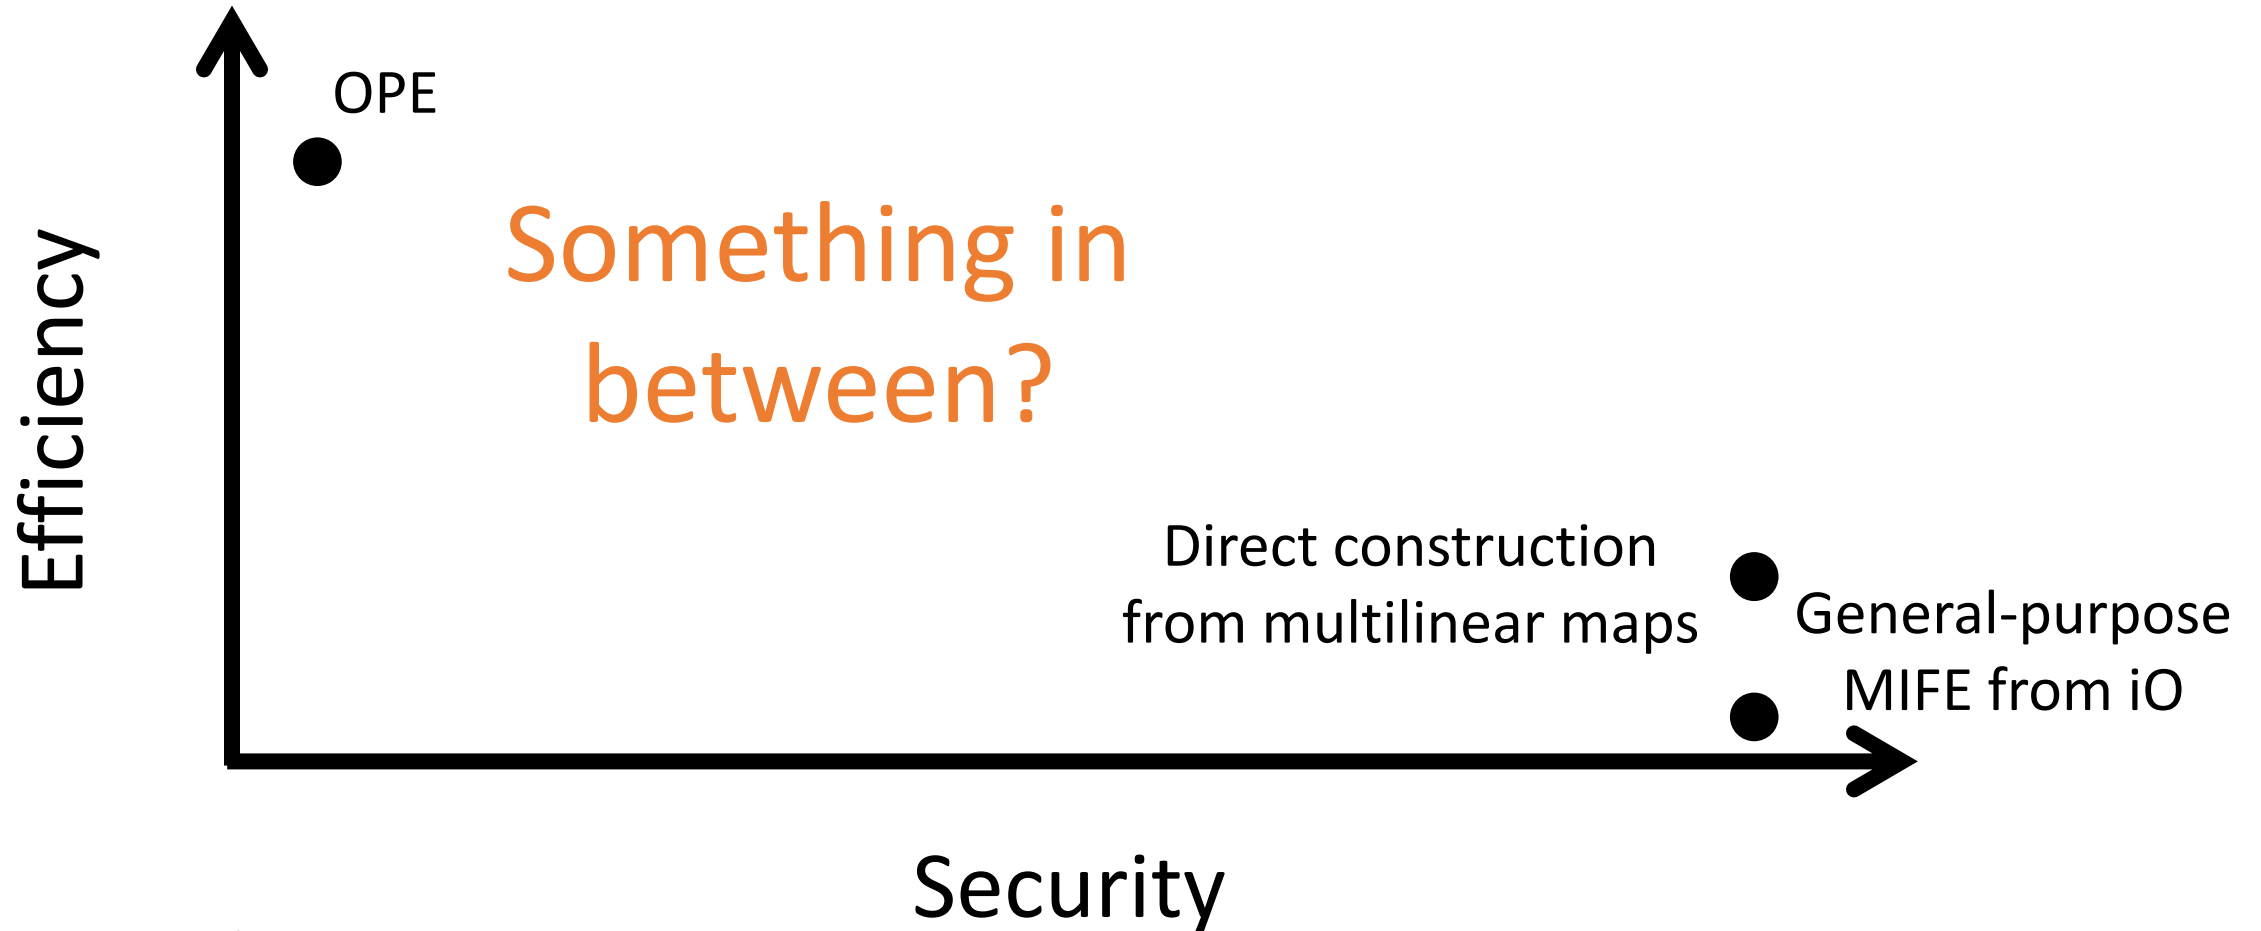 OPE
Something in
between?
Efficiency
Direct construction
from multilinear maps
General-purpose
MIFE from iO
Security